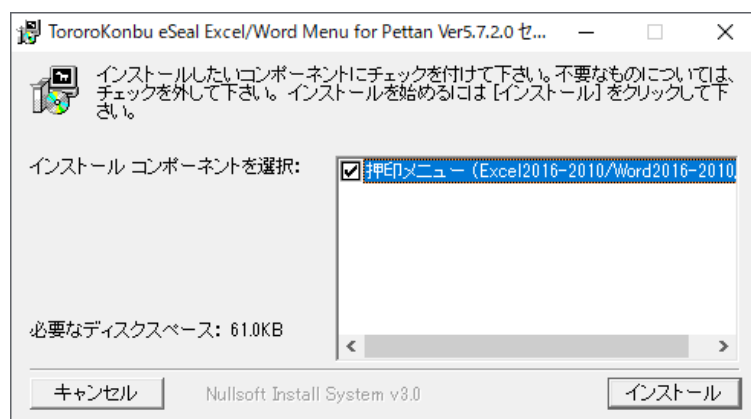 TororoKonbu eSeal Excel/Word Menu for Pettan Ver5.7.2.0 セ...
インストールしたいコンポーネントにチェックを付けて下さい。不要なものについては、
チェックを外して下さい。インストールを始めるには [インストール] をクリックして下
さい。
インストール コンポーネントを選択:
押印メニュー (Excel2016-2010/Word2016-2010/
必要なディスクスペース: 61.0KB
キャンセル
Nullsoft Install System v3.0
インストール